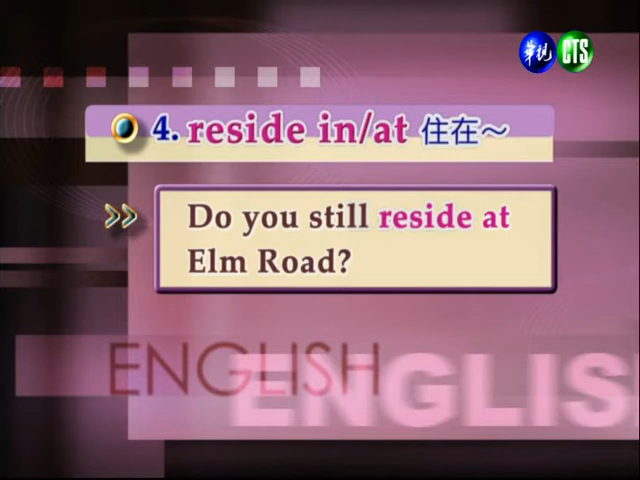 華視 CTS
4. reside in/at 住在～
Do you still reside at
Elm Road?
ENGLISH
ENGLIS